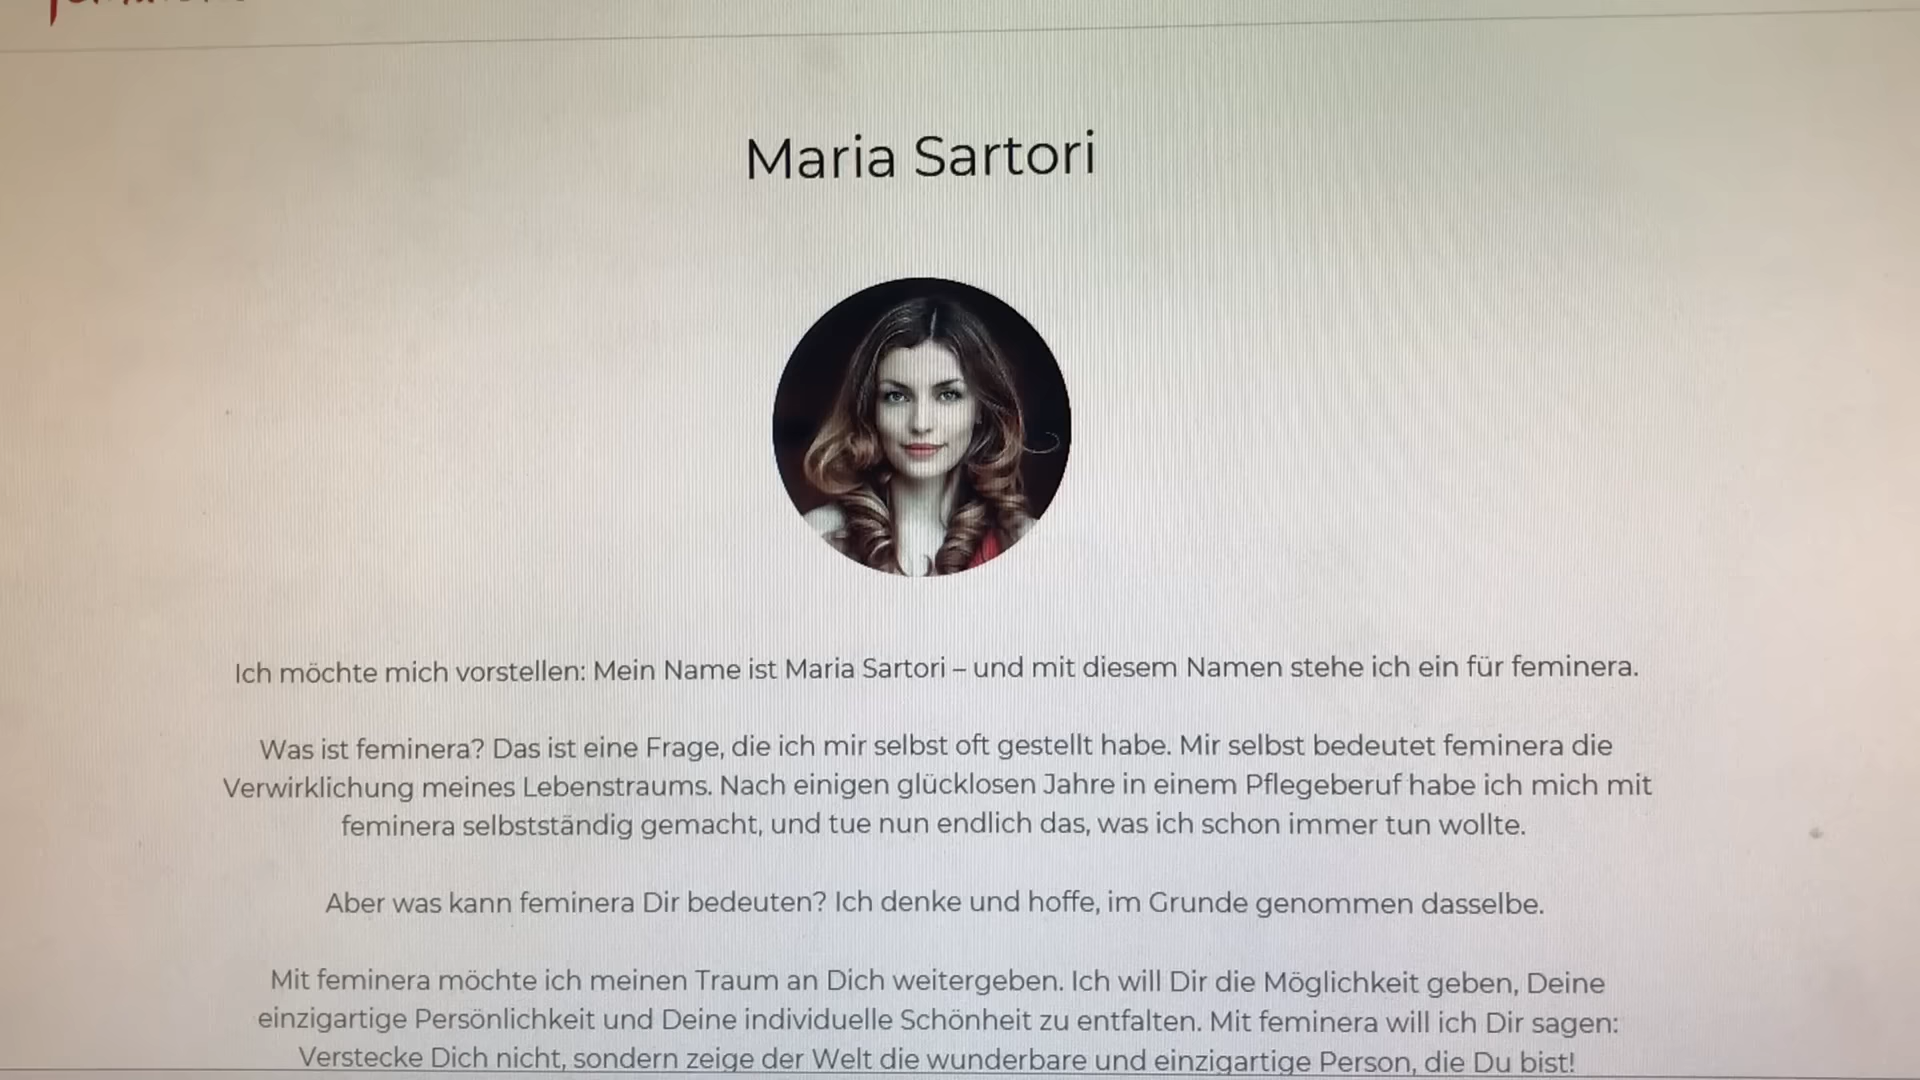 Maria Sartori
Ich möchte mich vorstellen: Mein Name ist Maria Sartori – und mit diesem Namen stehe ich ein für feminera.
Was ist feminera? Das ist eine Frage, die ich mir selbst oft gestellt habe. Mir selbst bedeutet feminera die
Verwirklichung meines Lebenstraums. Nach einigen glücklosen Jahre in einem Pflegeberuf habe ich mich mit
feminera selbstständig gemacht, und tue nun endlich das, was ich schon immer tun wollte.
Aber was kann feminera Dir bedeuten? Ich denke und hoffe, im Grunde genommen dasselbe.
Mit feminera möchte ich meinen Traum an Dich weitergeben. Ich will Dir die Möglichkeit geben, Deine
einzigartige Persönlichkeit und Deine individuelle Schönheit zu entfalten. Mit feminera will ich Dir sagen:
Verstecke Dich nicht, sondern zeige der Welt die wunderbare und einzigartige Person, die Du bist!